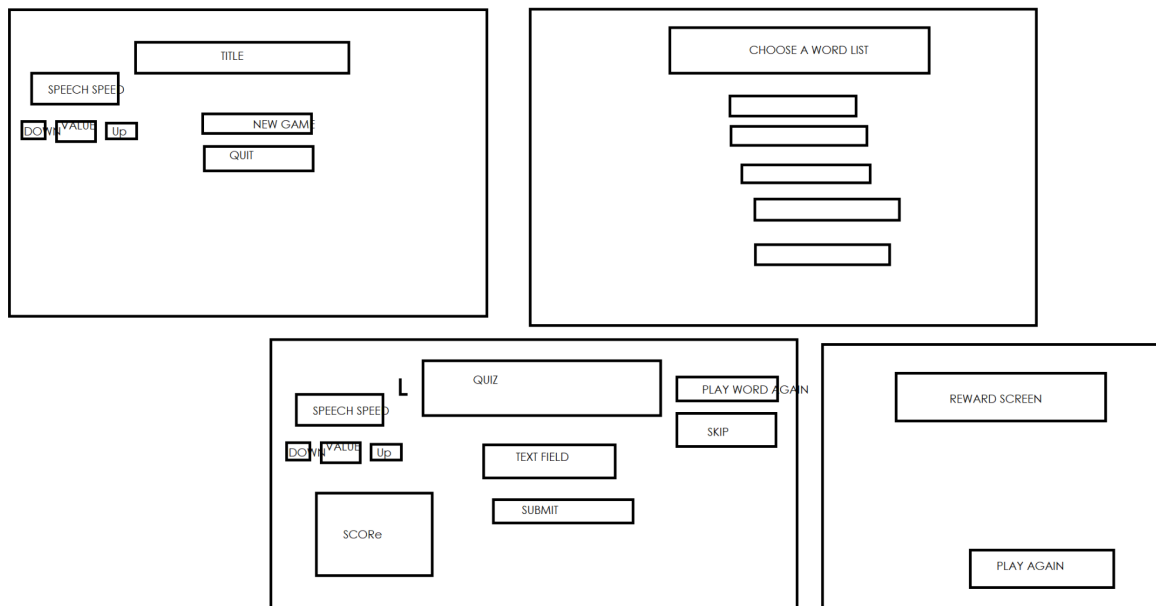 TITLE
SPEECH SPEED
DOWN
VALUE
Up
NEW GAME
QUIT
CHOOSE A WORD LIST
L
QUIZ
PLAY WORD AGAIN
SPEECH SPEED
SKIP
DOWN
VALUE
Up
TEXT FIELD
SUBMIT
SCORe
REWARD SCREEN
PLAY AGAIN